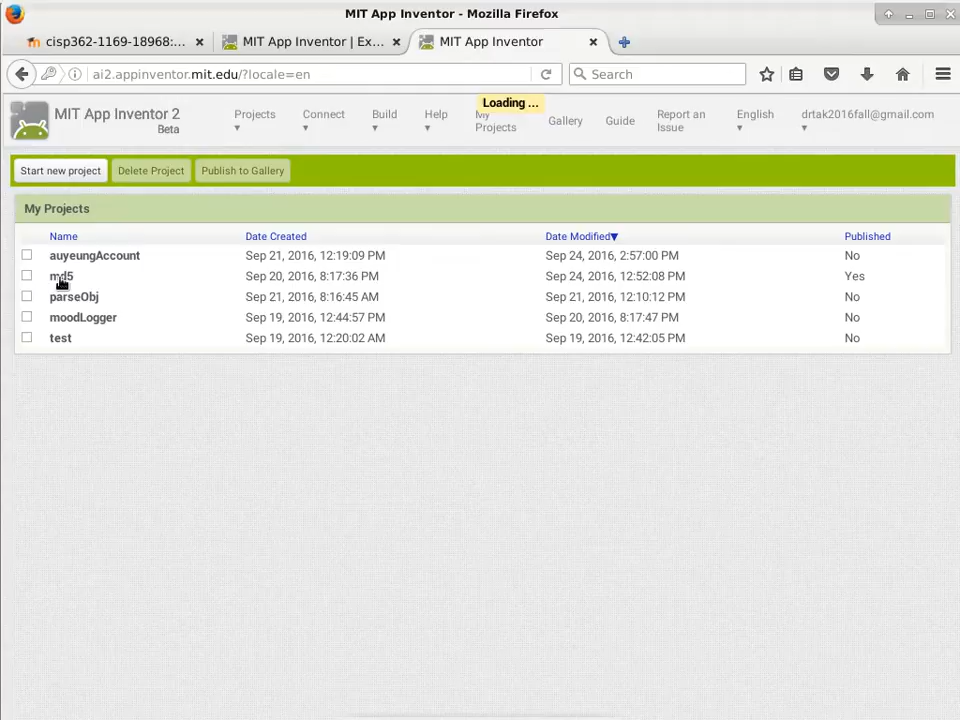 MIT App Inventor - Mozilla Firefox
cisp362-1169-18968:...
MIT App Inventor | Ex...
MIT App Inventor
ai2.appinventor.mit.edu/?locale=en
Search
Loading ...
MIT App Inventor 2
Beta
Projects
Connect
Build
Help
My Projects
Gallery
Guide
Report an Issue
English
drtak2016fall@gmail.com
Start new project
Delete Project
Publish to Gallery
My Projects
Name Date Created Date Modified▼ Published
auyeungAccount Sep 21, 2016, 12:19:09 PM Sep 24, 2016, 2:57:00 PM No
md5 Sep 20, 2016, 8:17:36 PM Sep 24, 2016, 12:52:08 PM Yes
parseObj Sep 21, 2016, 8:16:45 AM Sep 21, 2016, 12:10:12 PM No
moodLogger Sep 19, 2016, 12:44:57 PM Sep 20, 2016, 8:17:47 PM No
test Sep 19, 2016, 12:20:02 AM Sep 19, 2016, 12:42:05 PM No